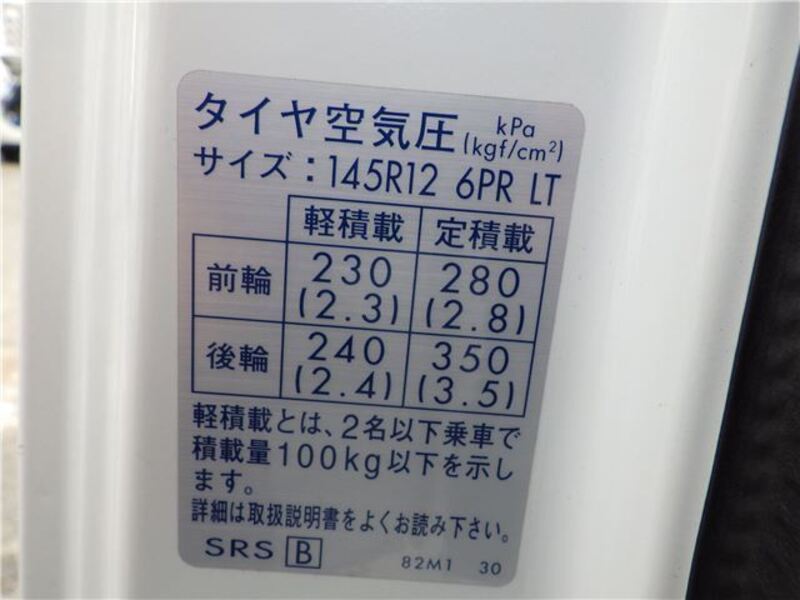 タイヤ空気圧 kPa
(kgf/cm²)
サイズ：145R12 6PR LT
軽積載 定積載
前輪 230 280
(2.3) (2.8)
後輪 240 350
(2.4) (3.5)
軽積載とは、2名以下乗車で
積載量100kg以下を示し
ます。
詳細は取扱説明書をよくお読み下さい。
SRS B 82M1 30